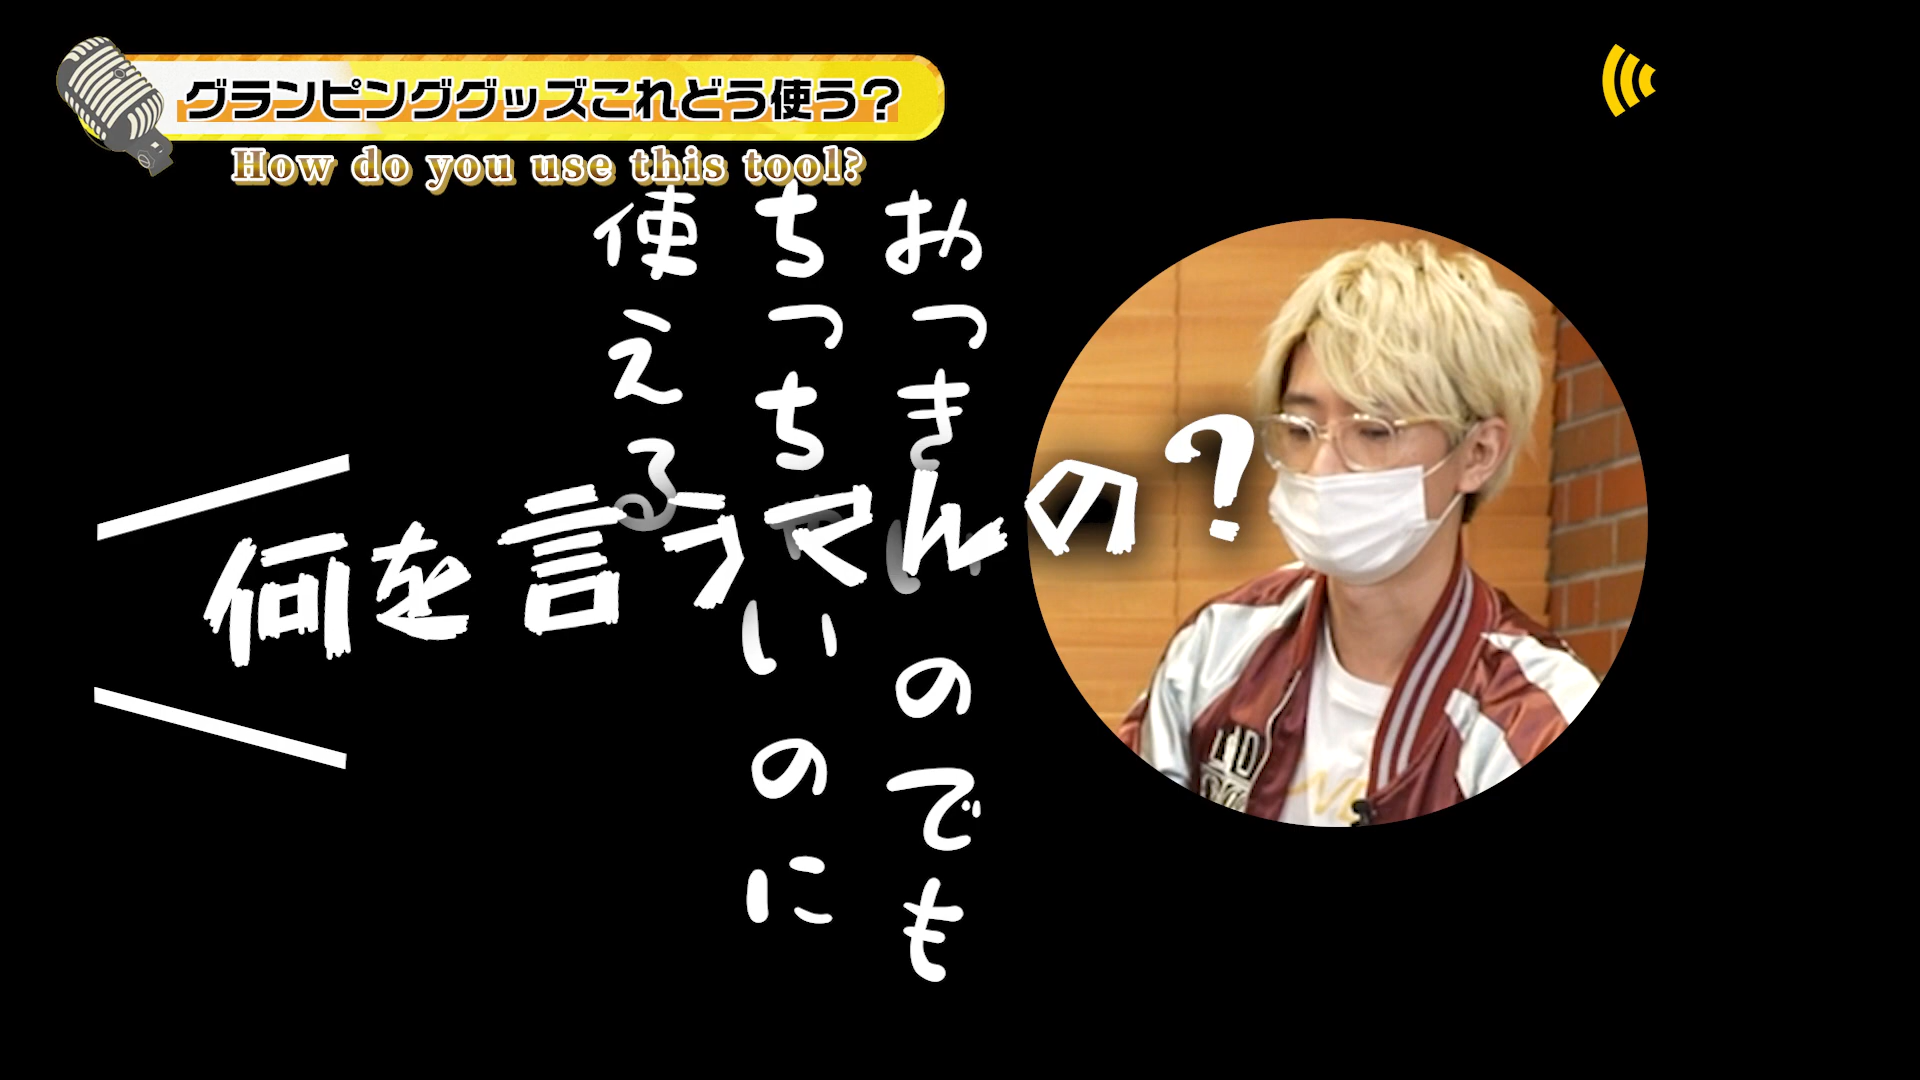 グランピンググッズこれどう使う？
How do you use this tool?
おっきいのでも
ちっちゃいのに
使える
何を言うてんの？